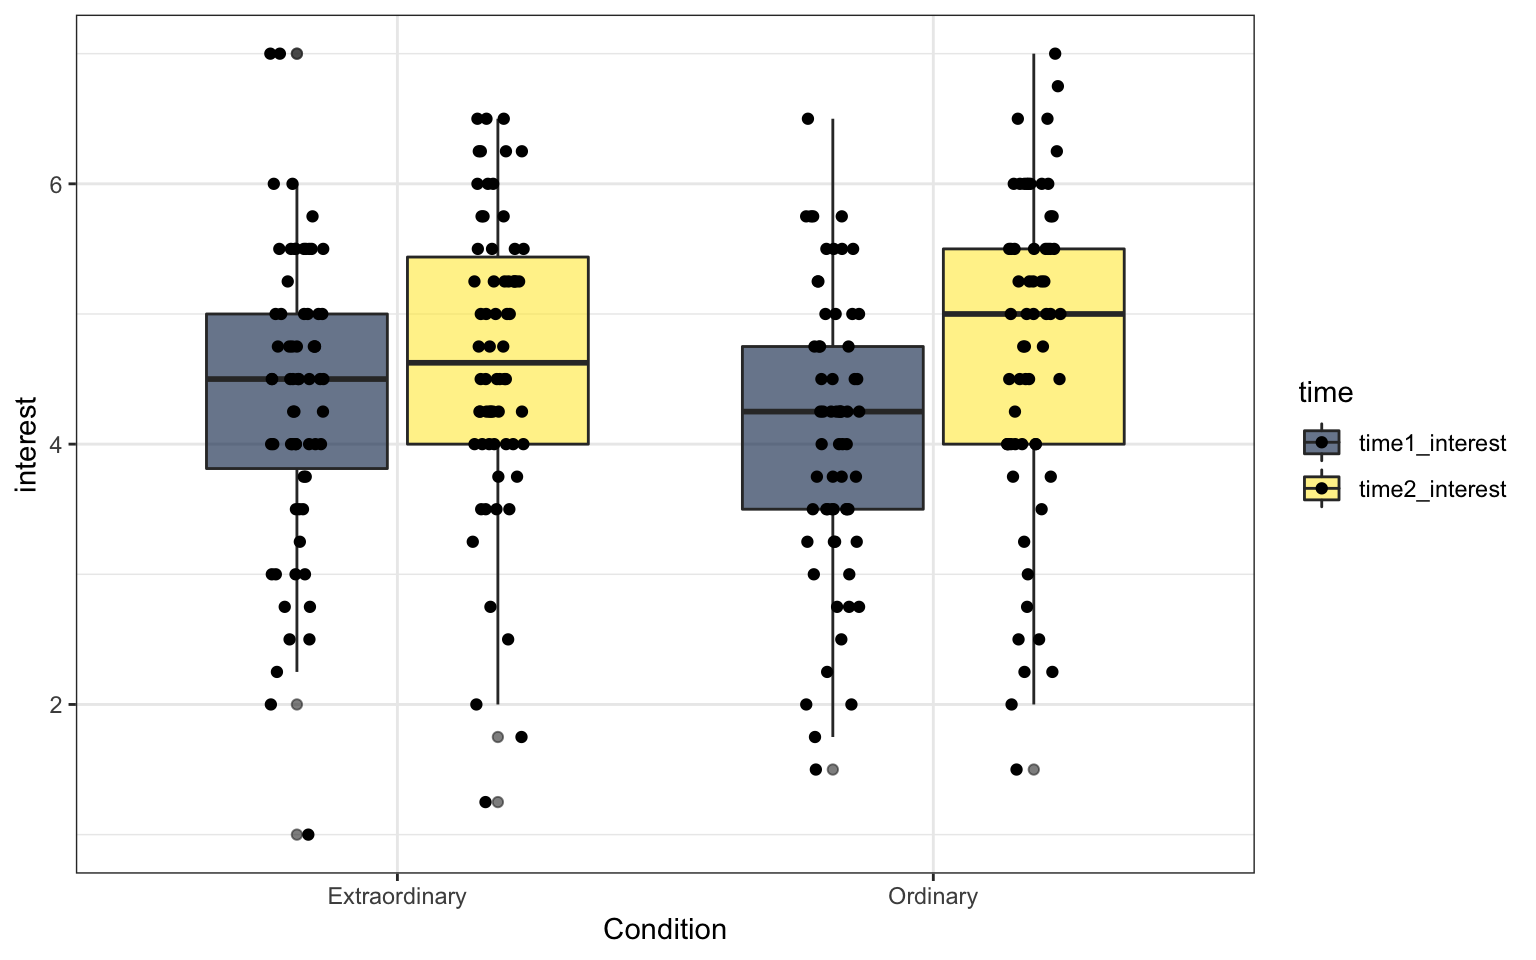 interest
6
4
2
Extraordinary
Ordinary
Condition
time
time1_interest
time2_interest